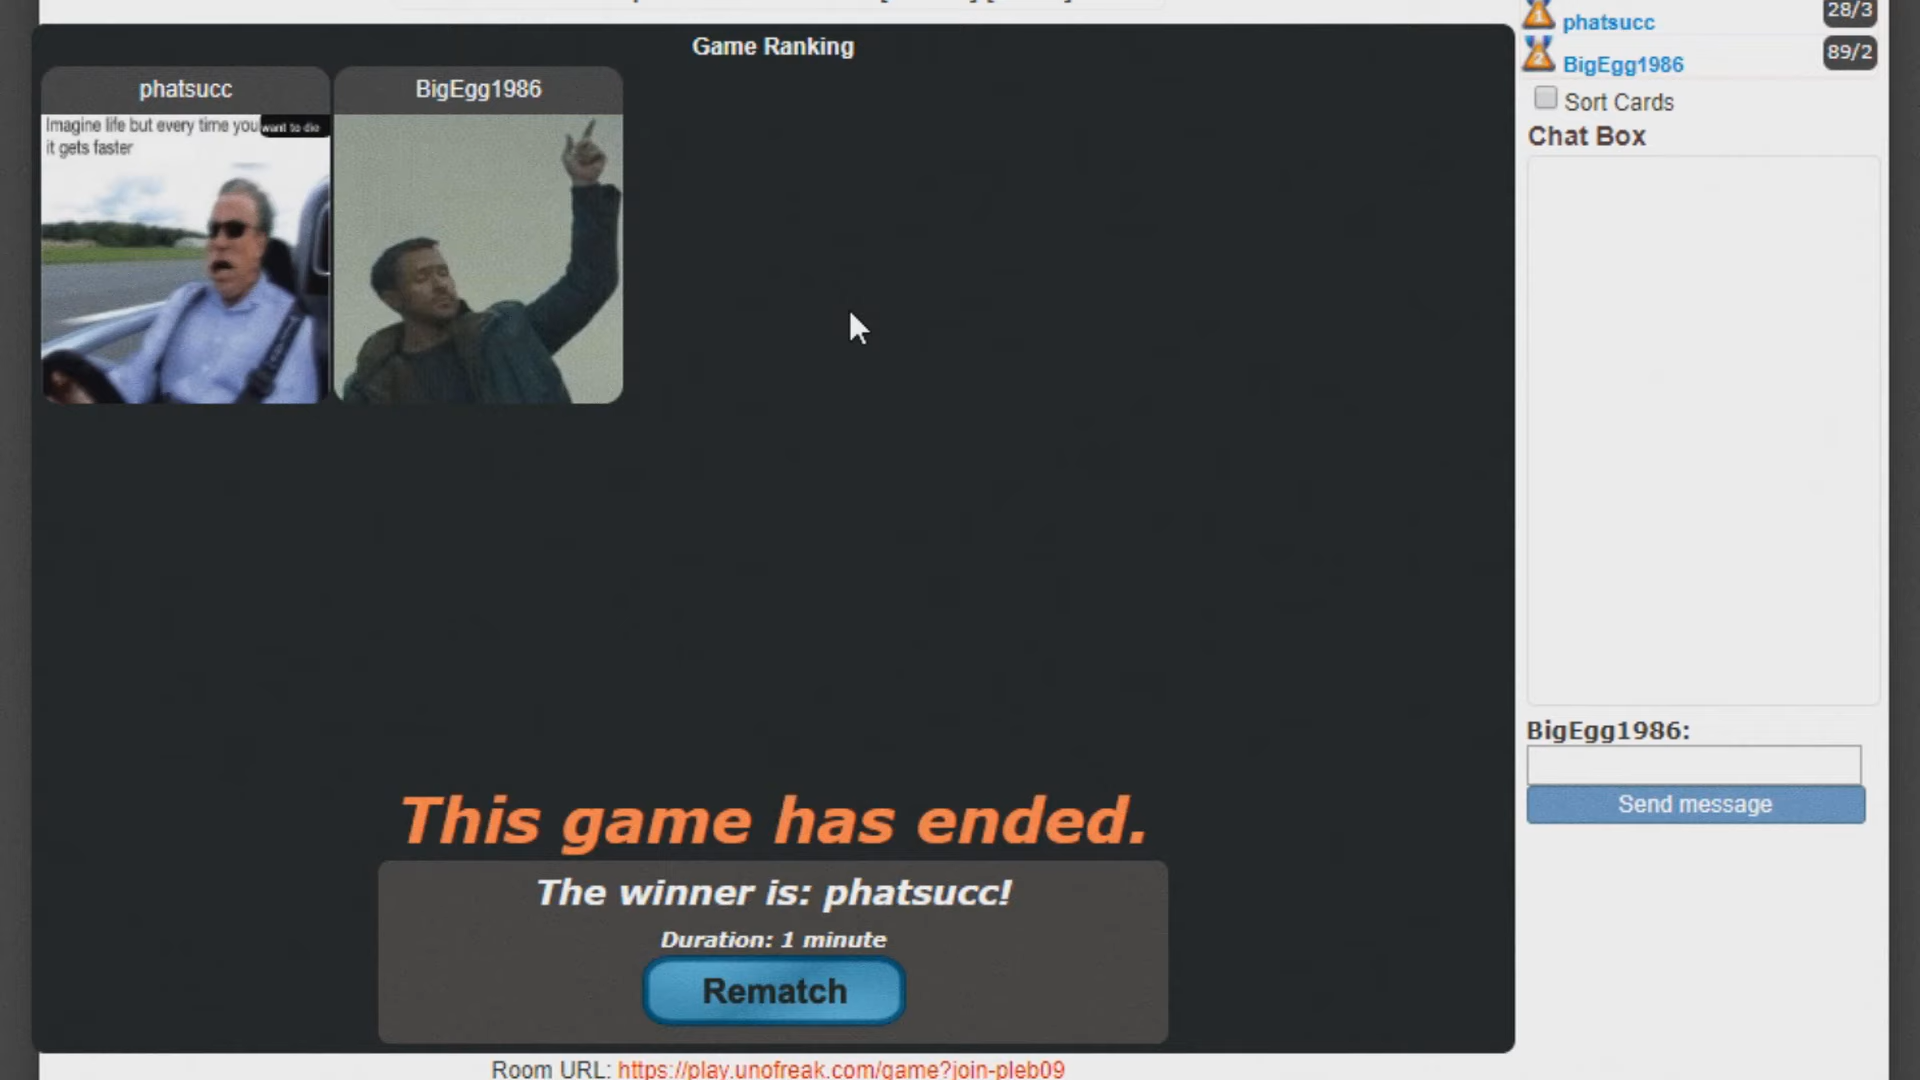 Game Ranking
phatsucc
BigEgg1986
Imagine life but every time you want to die
it gets faster
This game has ended.
The winner is: phatsucc!
Duration: 1 minute
Rematch
Room URL: https://play.unofreak.com/game?join-pleb09
1 phatsucc 28/3
2 BigEgg1986 89/2
Sort Cards
Chat Box
BigEgg1986:
Send message